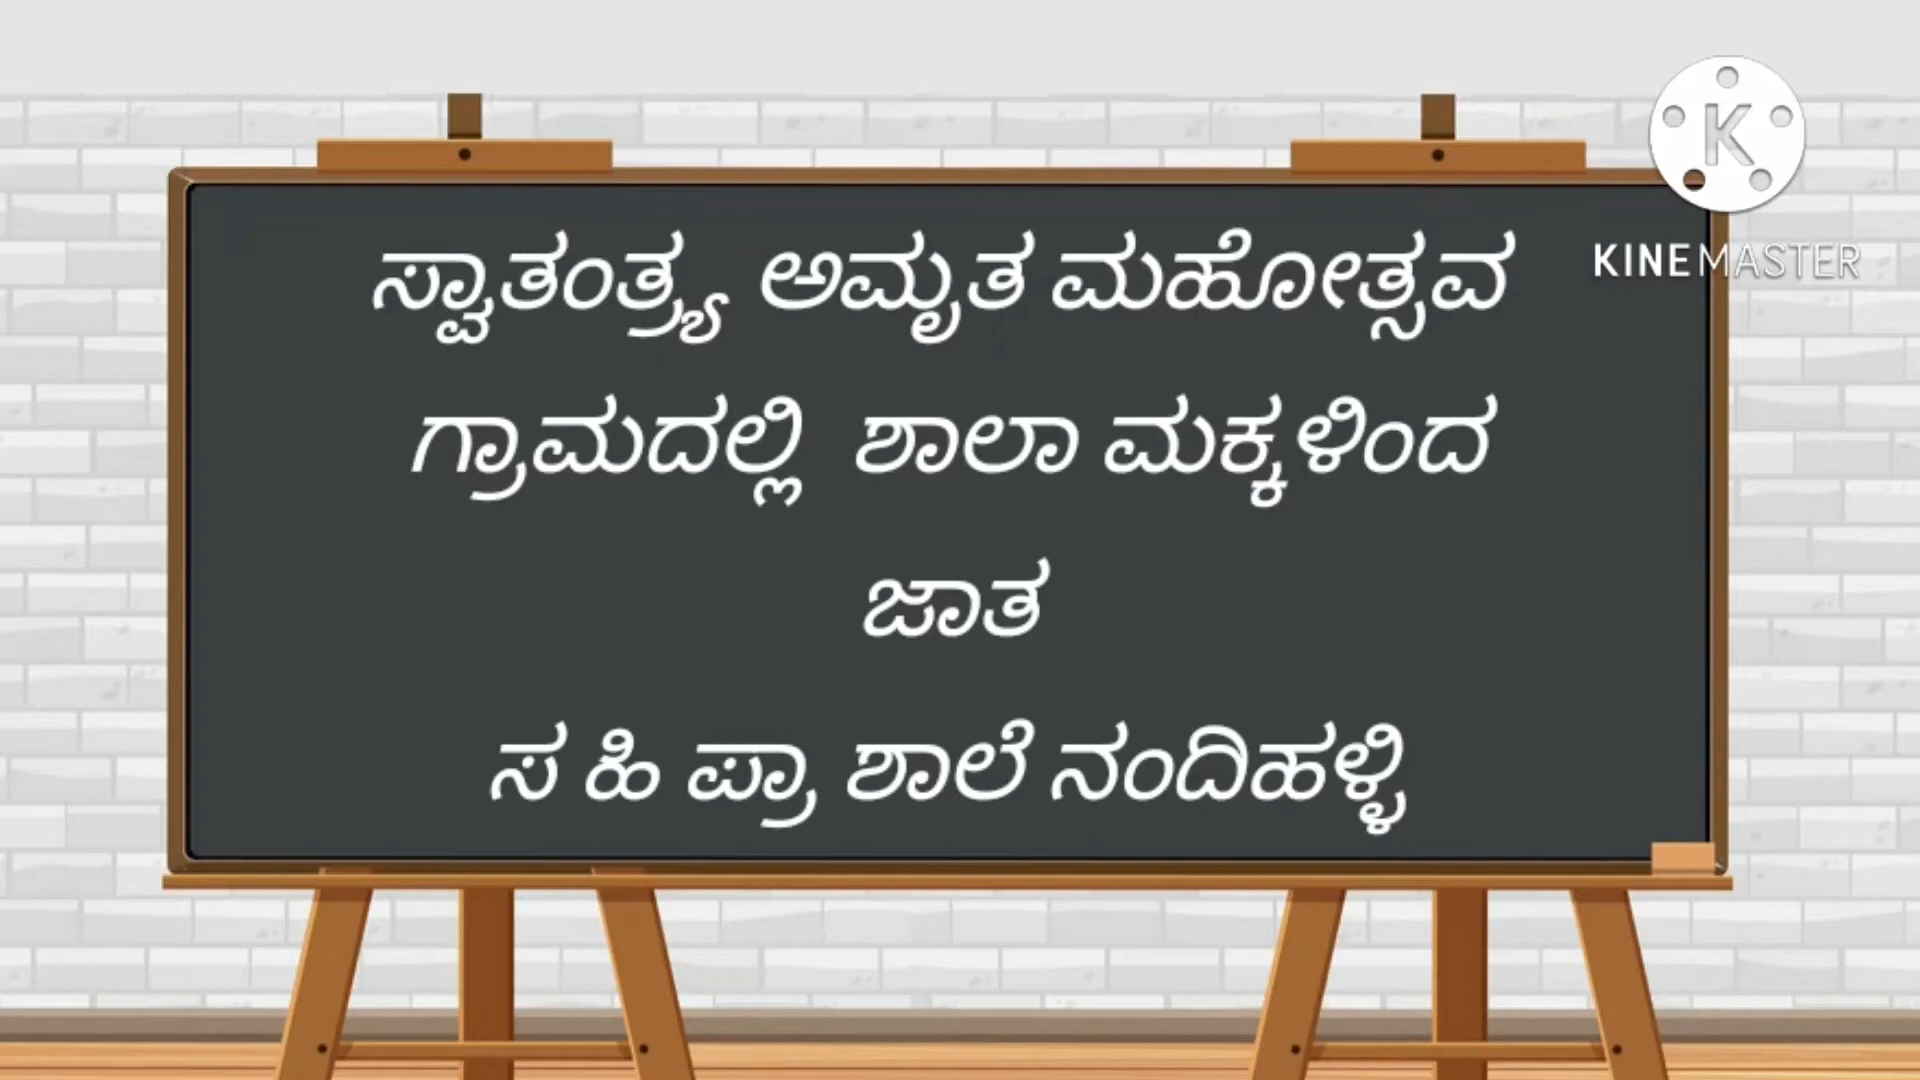 ಸ್ವಾತಂತ್ರ್ಯ ಅಮೃತ ಮಹೋತ್ಸವ
ಗ್ರಾಮದಲ್ಲಿ ಶಾಲಾ ಮಕ್ಕಳಿಂದ
ಜಾತ
ಸ ಹಿ ಪ್ರಾ ಶಾಲೆ ನಂದಿಹಳ್ಳಿ
K
KINEMASTER